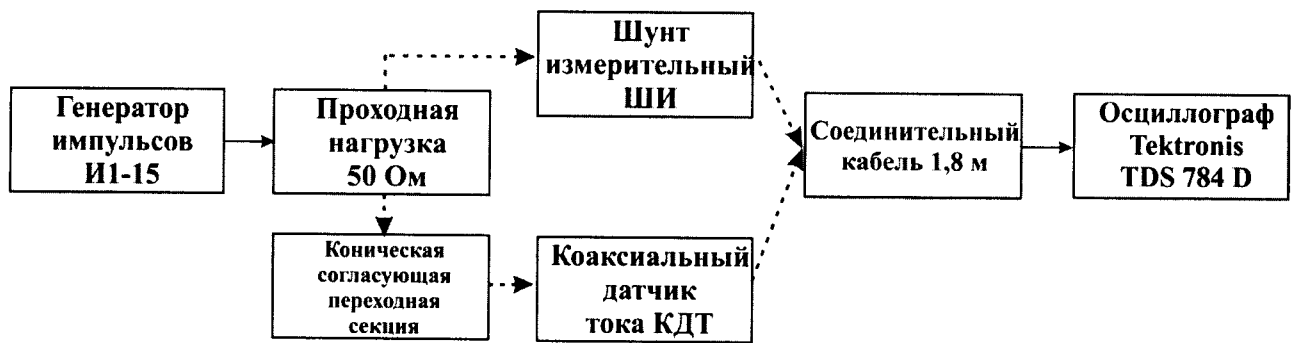 Генератор
импульсов
И1-15
Проходная
нагрузка
50 Ом
Шунт
измерительный
ШИ
Коническая
согласующая
переходная
секция
Коаксиальный
датчик
тока КДТ
Соединительный
кабель 1,8 м
Осциллограф
Tektronis
TDS 784 D